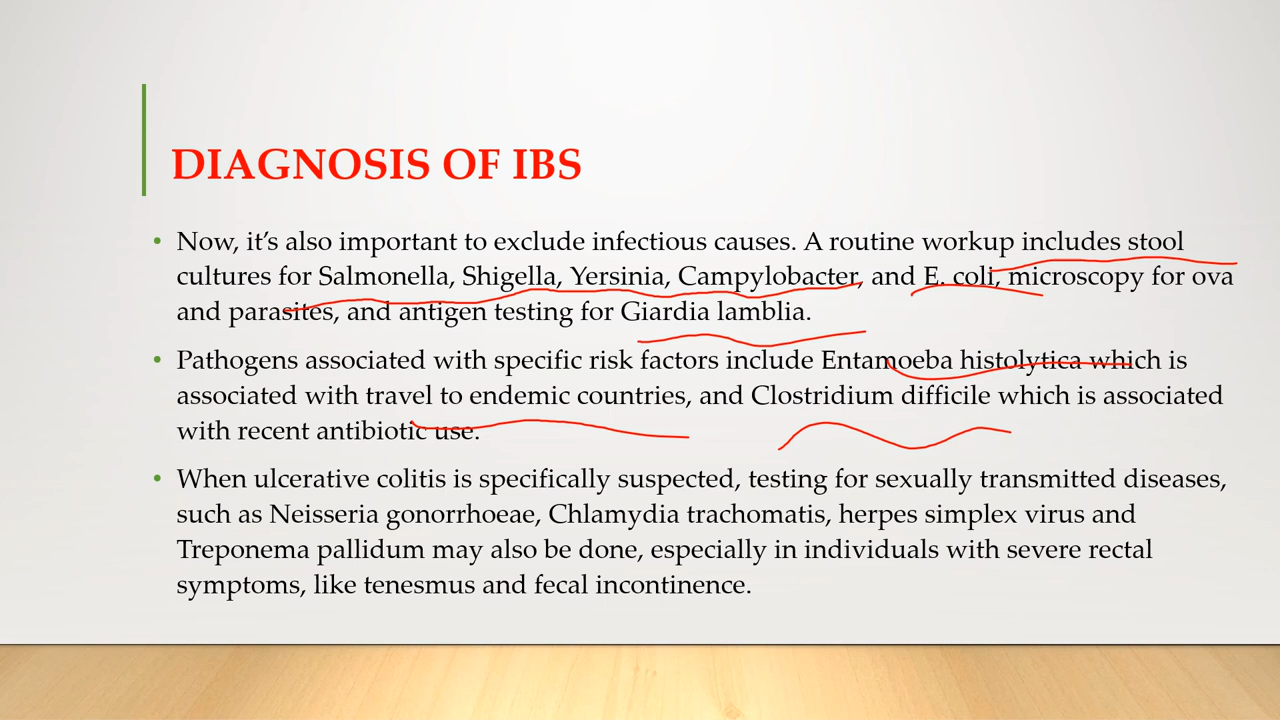 DIAGNOSIS OF IBS
• Now, it’s also important to exclude infectious causes. A routine workup includes stool
cultures for Salmonella, Shigella, Yersinia, Campylobacter, and E. coli, microscopy for ova
and parasites, and antigen testing for Giardia lamblia.
• Pathogens associated with specific risk factors include Entamoeba histolytica which is
associated with travel to endemic countries, and Clostridium difficile which is associated
with recent antibiotic use.
• When ulcerative colitis is specifically suspected, testing for sexually transmitted diseases,
such as Neisseria gonorrhoeae, Chlamydia trachomatis, herpes simplex virus and
Treponema pallidum may also be done, especially in individuals with severe rectal
symptoms, like tenesmus and fecal incontinence.